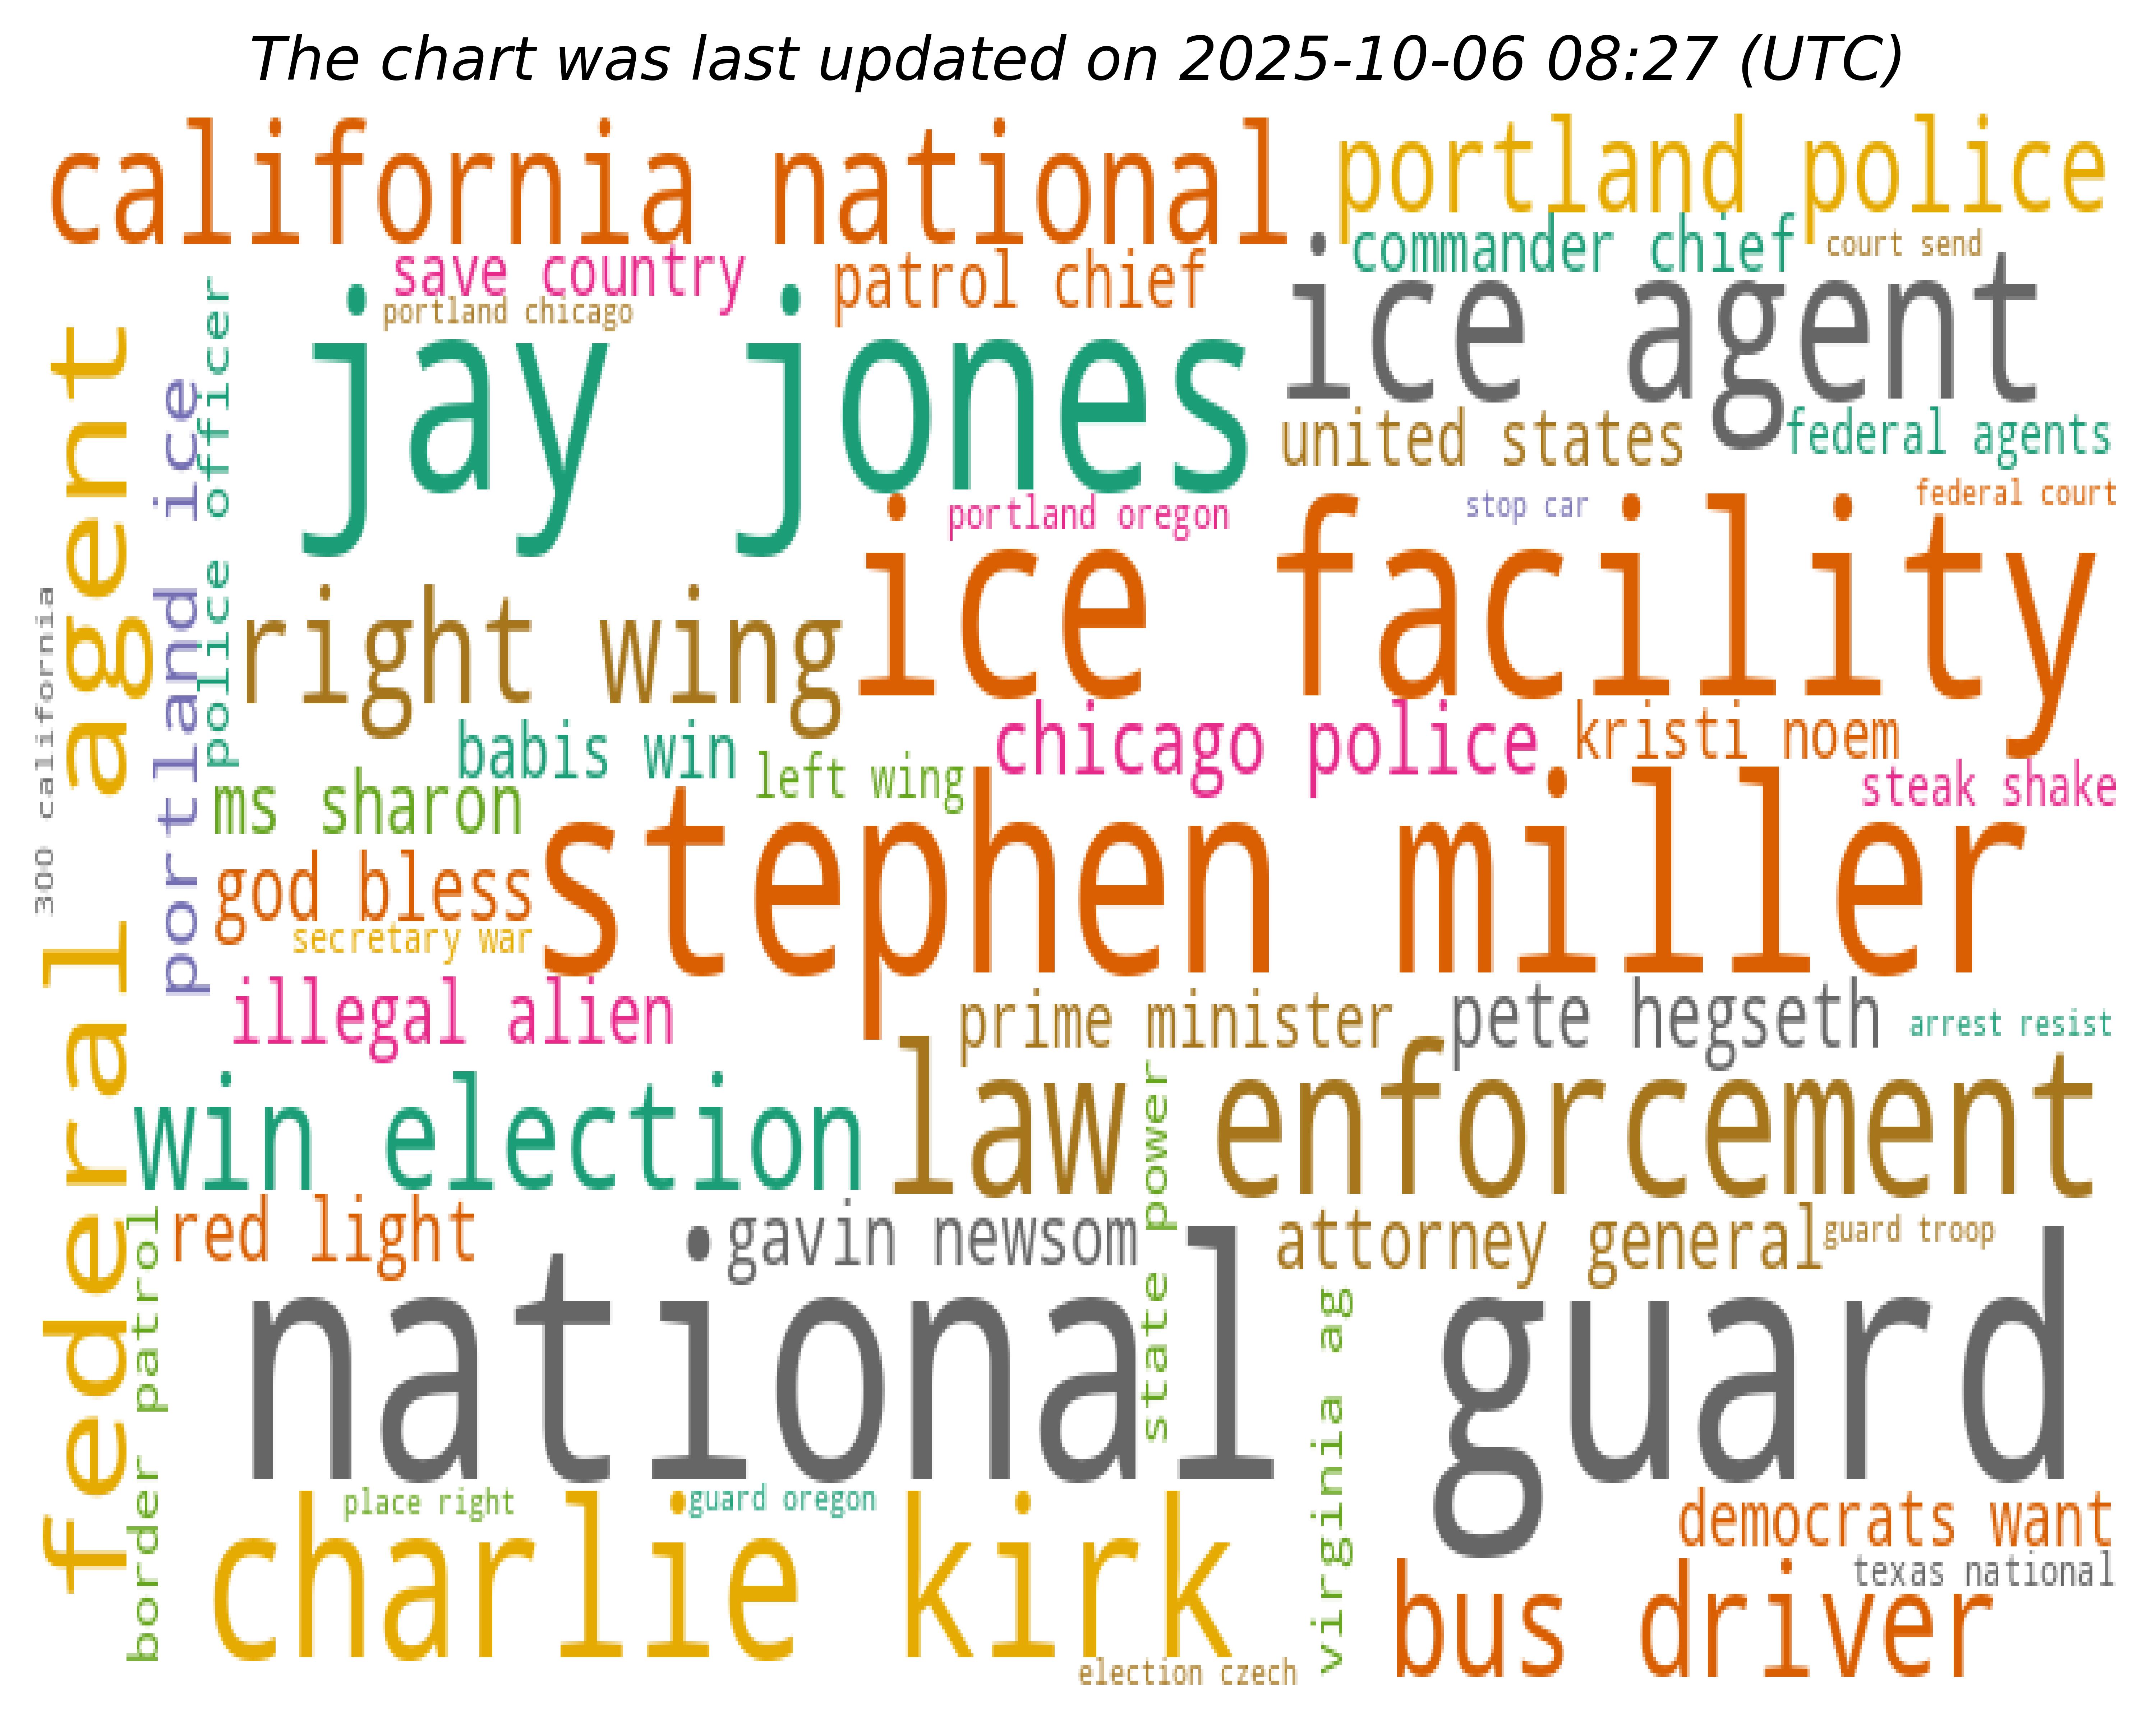 The chart was last updated on 2025-10-06 08:27 (UTC)
california national
portland police
commander chief
court send
save country
patrol chief
portland chicago
ice agent
jay jones
united states
federal agents
federal agent
portland ice
police officer
300 california
portland oregon
stop car
federal court
ice facility
right wing
chicago police
kristi noem
babis win
left wing
steak shake
ms sharon
stephen miller
god bless
secretary war
illegal alien
prime minister
pete hegseth
arrest resist
win election
law enforcement
state power
red light
gavin newsom
attorney general
guard troop
border patrol
national guard
virginia ag
place right
guard oregon
democrats want
charlie kirk
texas national
bus driver
election czech